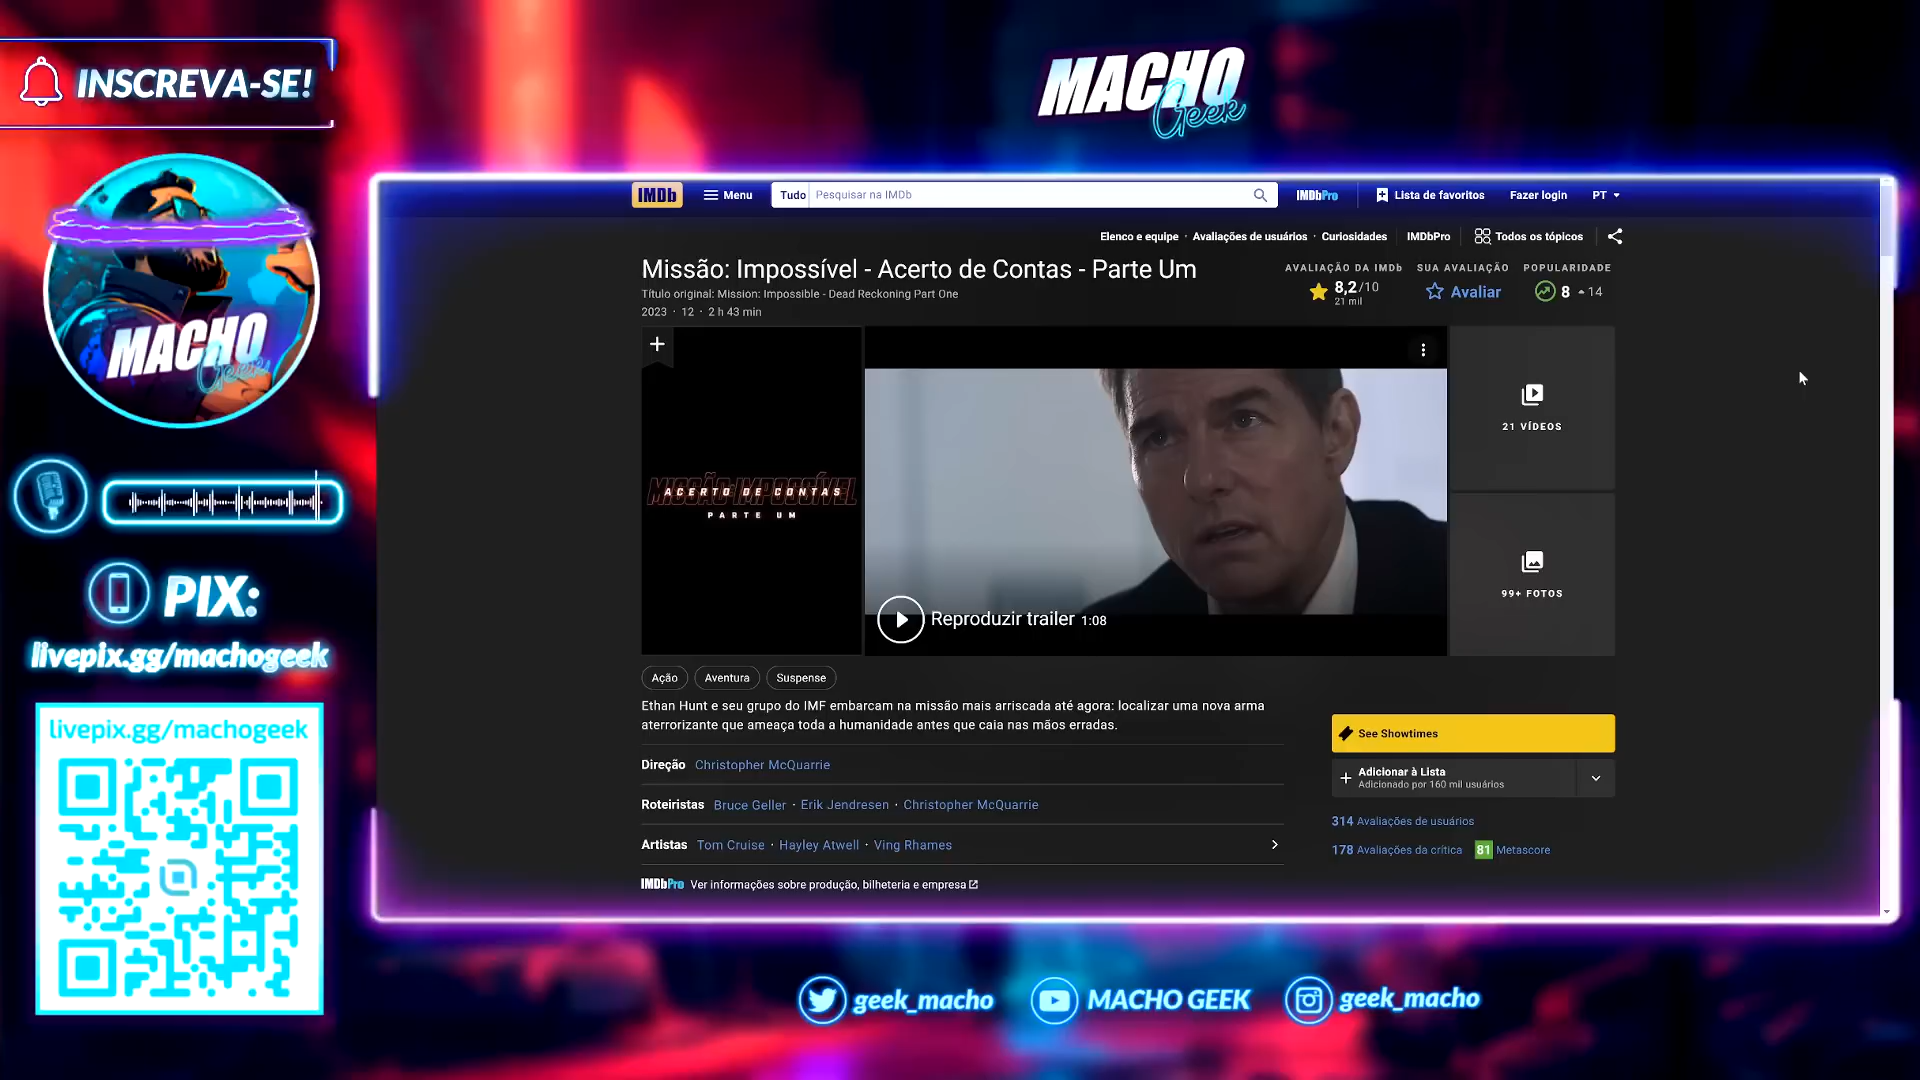 INSCREVA-SE!
MACHO
Geek
MACHO
Geek
PIX:
livepix.gg/machogeek
livepix.gg/machogeek
IMDb Menu Tudo Pesquisar na IMDb IMDbPro Lista de favoritos Fazer login PT
Elenco e equipe · Avaliações de usuários · Curiosidades IMDbPro Todos os tópicos
Missão: Impossível - Acerto de Contas - Parte Um
Título original: Mission: Impossible - Dead Reckoning Part One
2023 · 12 · 2 h 43 min
AVALIAÇÃO DA IMDb SUA AVALIAÇÃO POPULARIDADE
8,2/10 Avaliar 8 14
21 mil
MISSÃO: IMPOSSÍVEL
ACERTO DE CONTAS
PARTE UM
Reproduzir trailer 1:08
21 VÍDEOS
99+ FOTOS
Ação Aventura Suspense
Ethan Hunt e seu grupo do IMF embarcam na missão mais arriscada até agora: localizar uma nova arma
aterrorizante que ameaça toda a humanidade antes que caia nas mãos erradas.
Direção Christopher McQuarrie
Roteiristas Bruce Geller · Erik Jendresen · Christopher McQuarrie
Artistas Tom Cruise · Hayley Atwell · Ving Rhames
IMDbPro Ver informações sobre produção, bilheteria e empresa
See Showtimes
Adicionar à Lista
Adicionado por 160 mil usuários
314 Avaliações de usuários
178 Avaliações da crítica 81 Metascore
geek_macho MACHO GEEK geek_macho